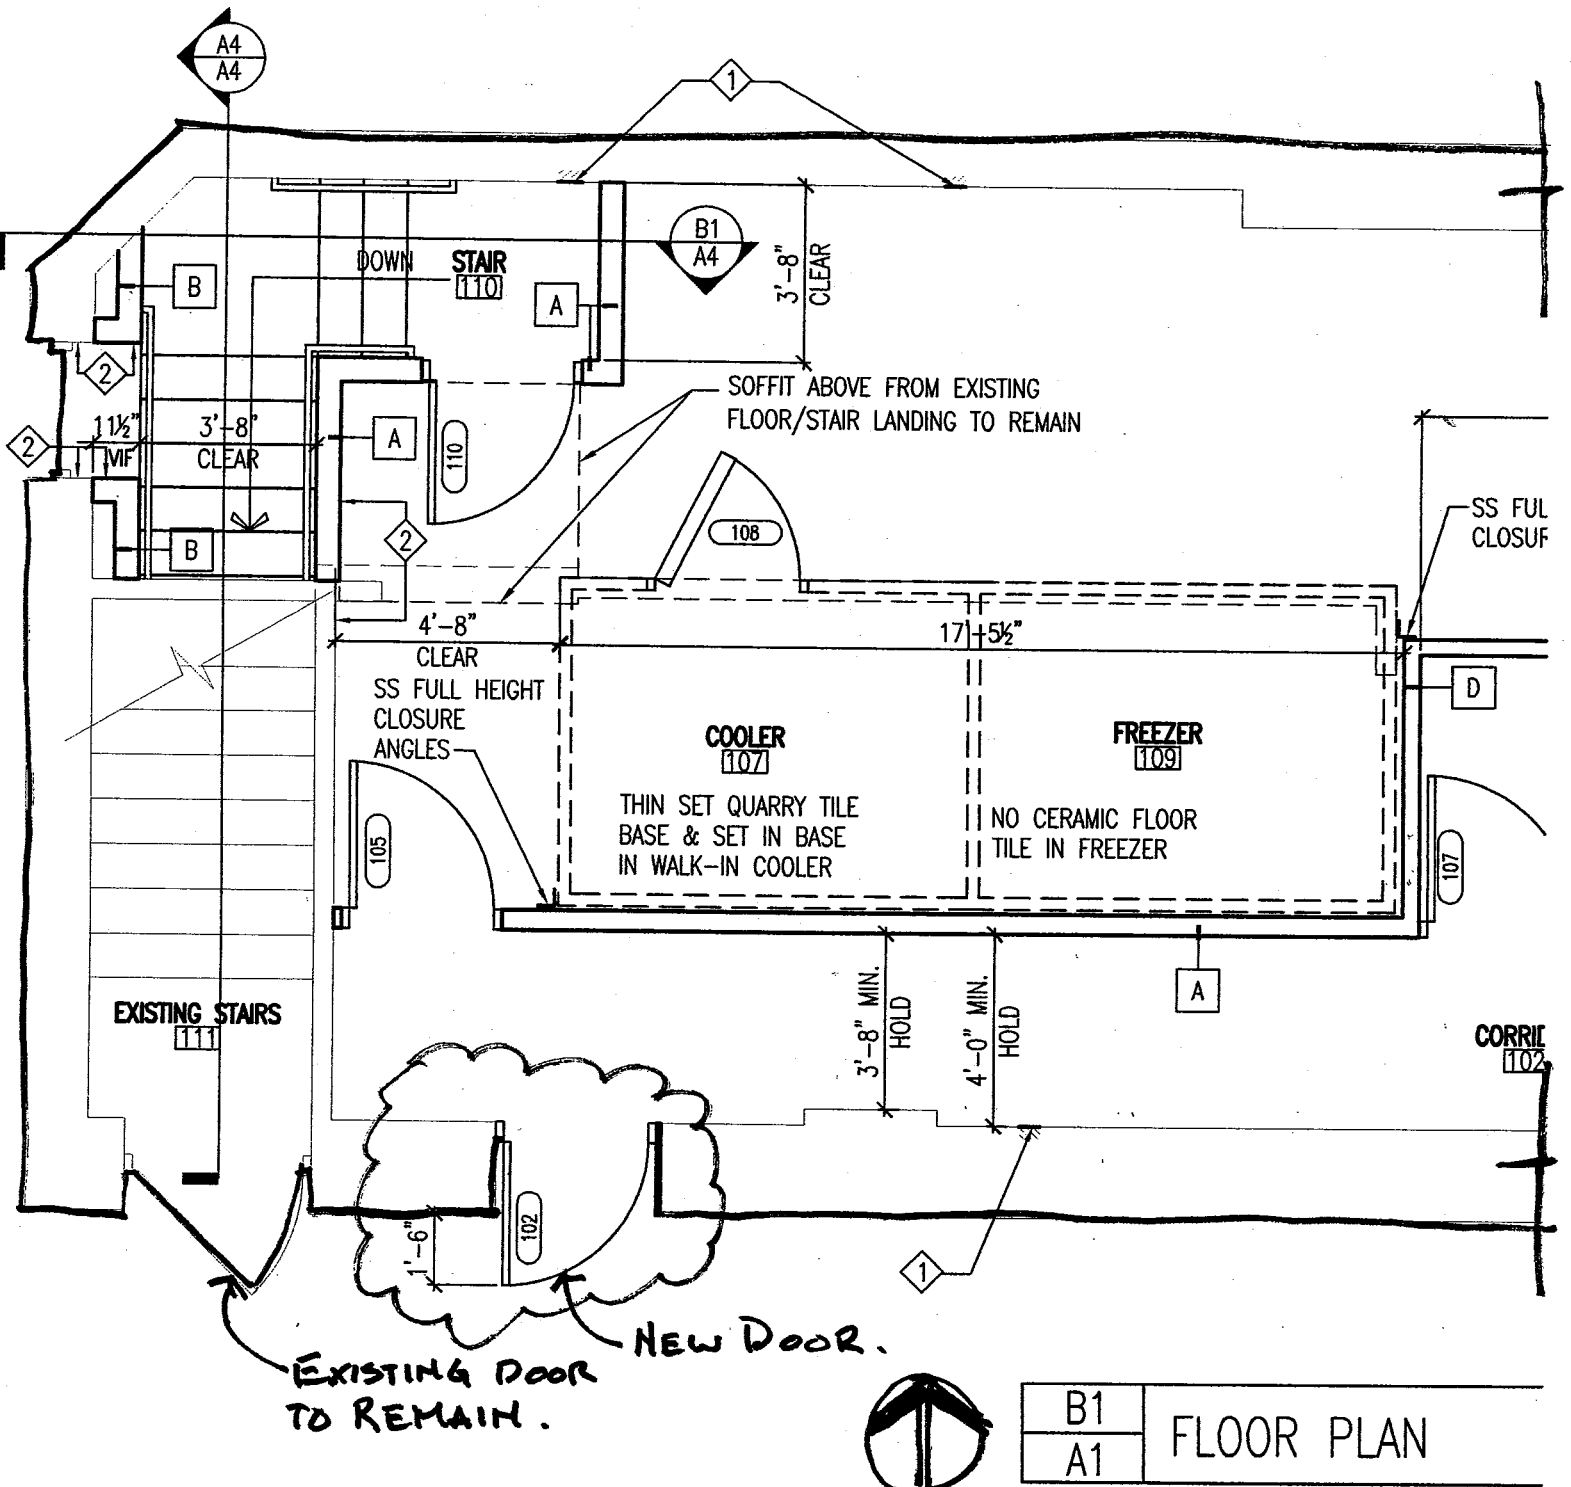 A4
A4
1
B1
A4
DOWN
STAIR
110
B
A
3'-8"
CLEAR
2
SOFFIT ABOVE FROM EXISTING
FLOOR/STAIR LANDING TO REMAIN
11½"
VIF
3'-8"
CLEAR
A
110
2
108
SS FUL
CLOSUR
B
2
4'-8"
CLEAR
17'-5½"
SS FULL HEIGHT
CLOSURE
ANGLES
D
COOLER
107
FREEZER
109
THIN SET QUARRY TILE
BASE & SET IN BASE
IN WALK-IN COOLER
NO CERAMIC FLOOR
TILE IN FREEZER
105
107
A
3'-8" MIN.
HOLD
4'-0" MIN.
HOLD
EXISTING STAIRS
111
CORRID
102
102
1'-6"
1
NEW DOOR.
EXISTING DOOR
TO REMAIN.
B1
A1
FLOOR PLAN